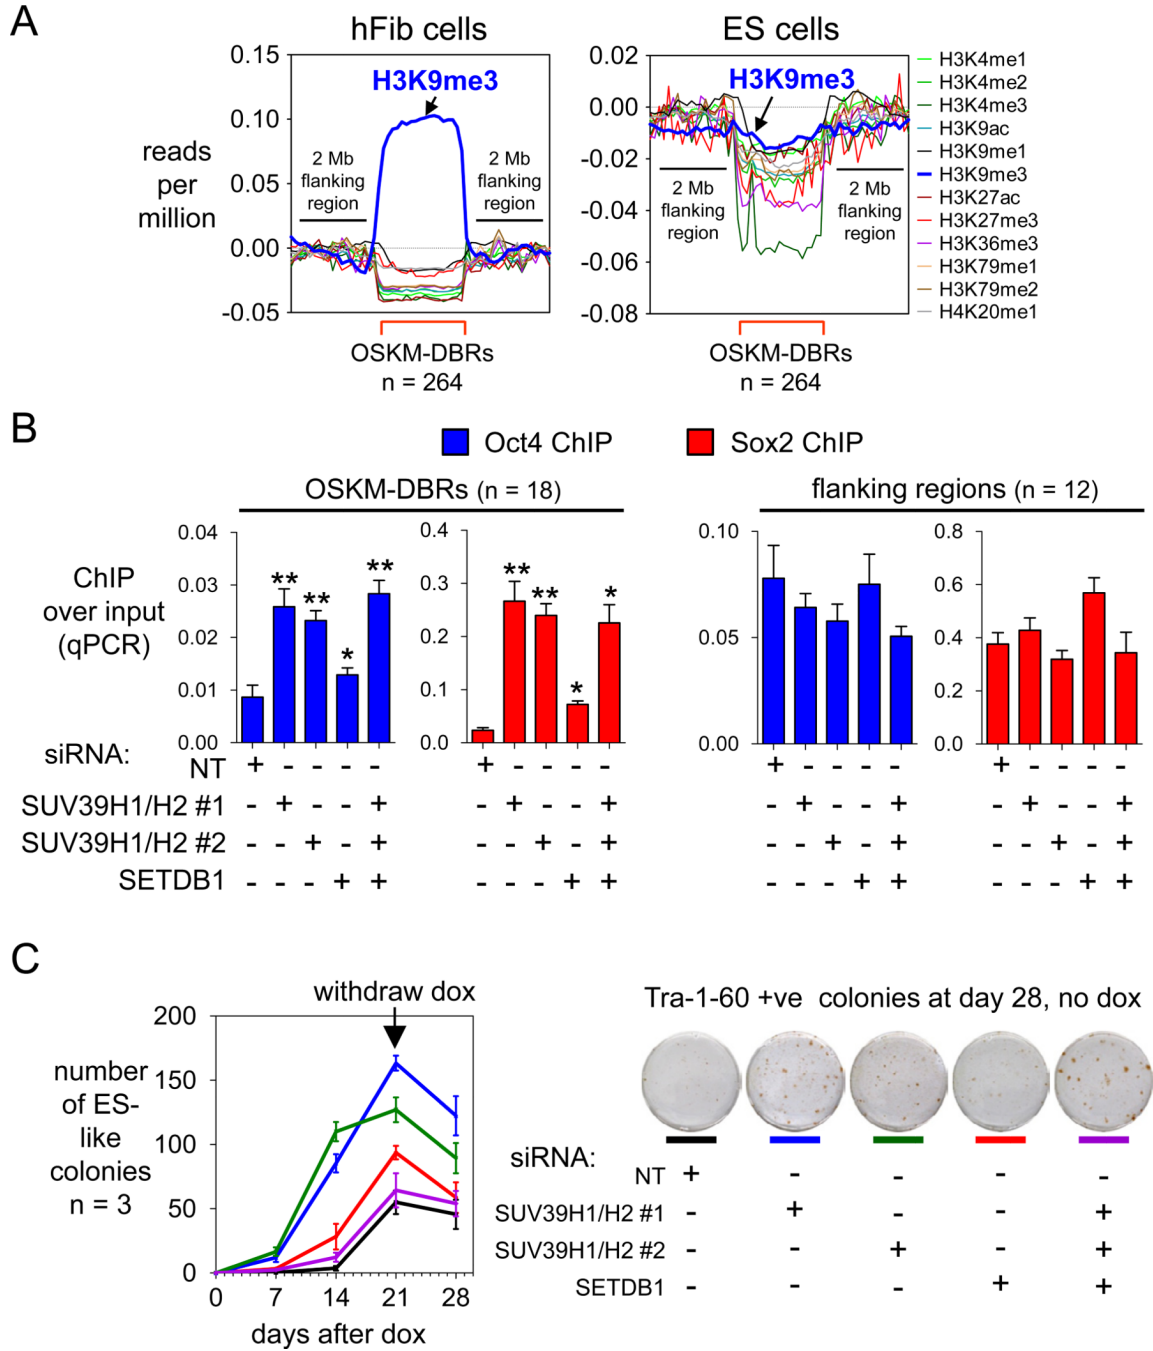 A
hFib cells
ES cells
0.15
0.10
0.05
0.00
-0.05
reads
per
million
H3K9me3
2 Mb
flanking
region
2 Mb
flanking
region
OSKM-DBRs
n = 264
0.02
0.00
-0.02
-0.04
-0.06
-0.08
H3K9me3
2 Mb
flanking
region
2 Mb
flanking
region
OSKM-DBRs
n = 264
H3K4me1
H3K4me2
H3K4me3
H3K9ac
H3K9me1
H3K9me3
H3K27ac
H3K27me3
H3K36me3
H3K79me1
H3K79me2
H4K20me1
B
Oct4 ChIP
Sox2 ChIP
OSKM-DBRs (n = 18)
flanking regions (n = 12)
ChIP
over input
(qPCR)
0.04
0.03
0.02
0.01
0.00
** ** * **
0.4
0.3
0.2
0.1
0.0
** ** * *
0.10
0.05
0.00
0.8
0.6
0.4
0.2
0.0
siRNA:
NT + - - - - + - - - - + - - - - + - - - -
SUV39H1/H2 #1 - + - - + - + - - + - + - - + - + - - +
SUV39H1/H2 #2 - - + - + - - + - + - - + - + - - + - +
SETDB1 - - - + + - - - + + - - - + + - - - + +
C
withdraw dox
number
of ES-
like
colonies
n = 3
200
150
100
50
0
0 7 14 21 28
days after dox
Tra-1-60 +ve colonies at day 28, no dox
siRNA:
NT + - - - -
SUV39H1/H2 #1 - + - - +
SUV39H1/H2 #2 - - + - +
SETDB1 - - - + +